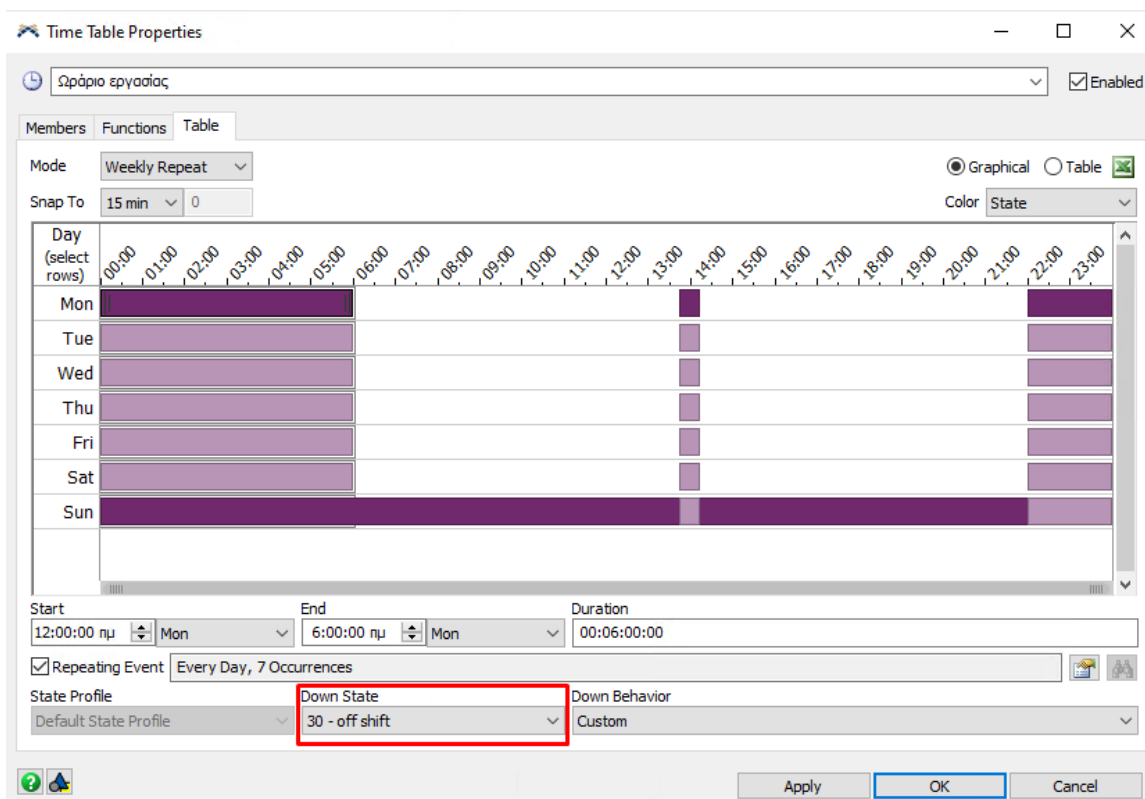 Time Table Properties
Ωράριο εργασίας
Enabled
Members Functions Table
Mode Weekly Repeat Graphical Table
Snap To 15 min 0 Color State
Day (select rows) 00:00 01:00 02:00 03:00 04:00 05:00 06:00 07:00 08:00 09:00 10:00 11:00 12:00 13:00 14:00 15:00 16:00 17:00 18:00 19:00 20:00 21:00 22:00 23:00
Mon
Tue
Wed
Thu
Fri
Sat
Sun
Start End Duration
12:00:00 πμ Mon 6:00:00 πμ Mon 00:06:00:00
Repeating Event Every Day, 7 Occurrences
State Profile Down State Down Behavior
Default State Profile 30 - off shift Custom
Apply OK Cancel